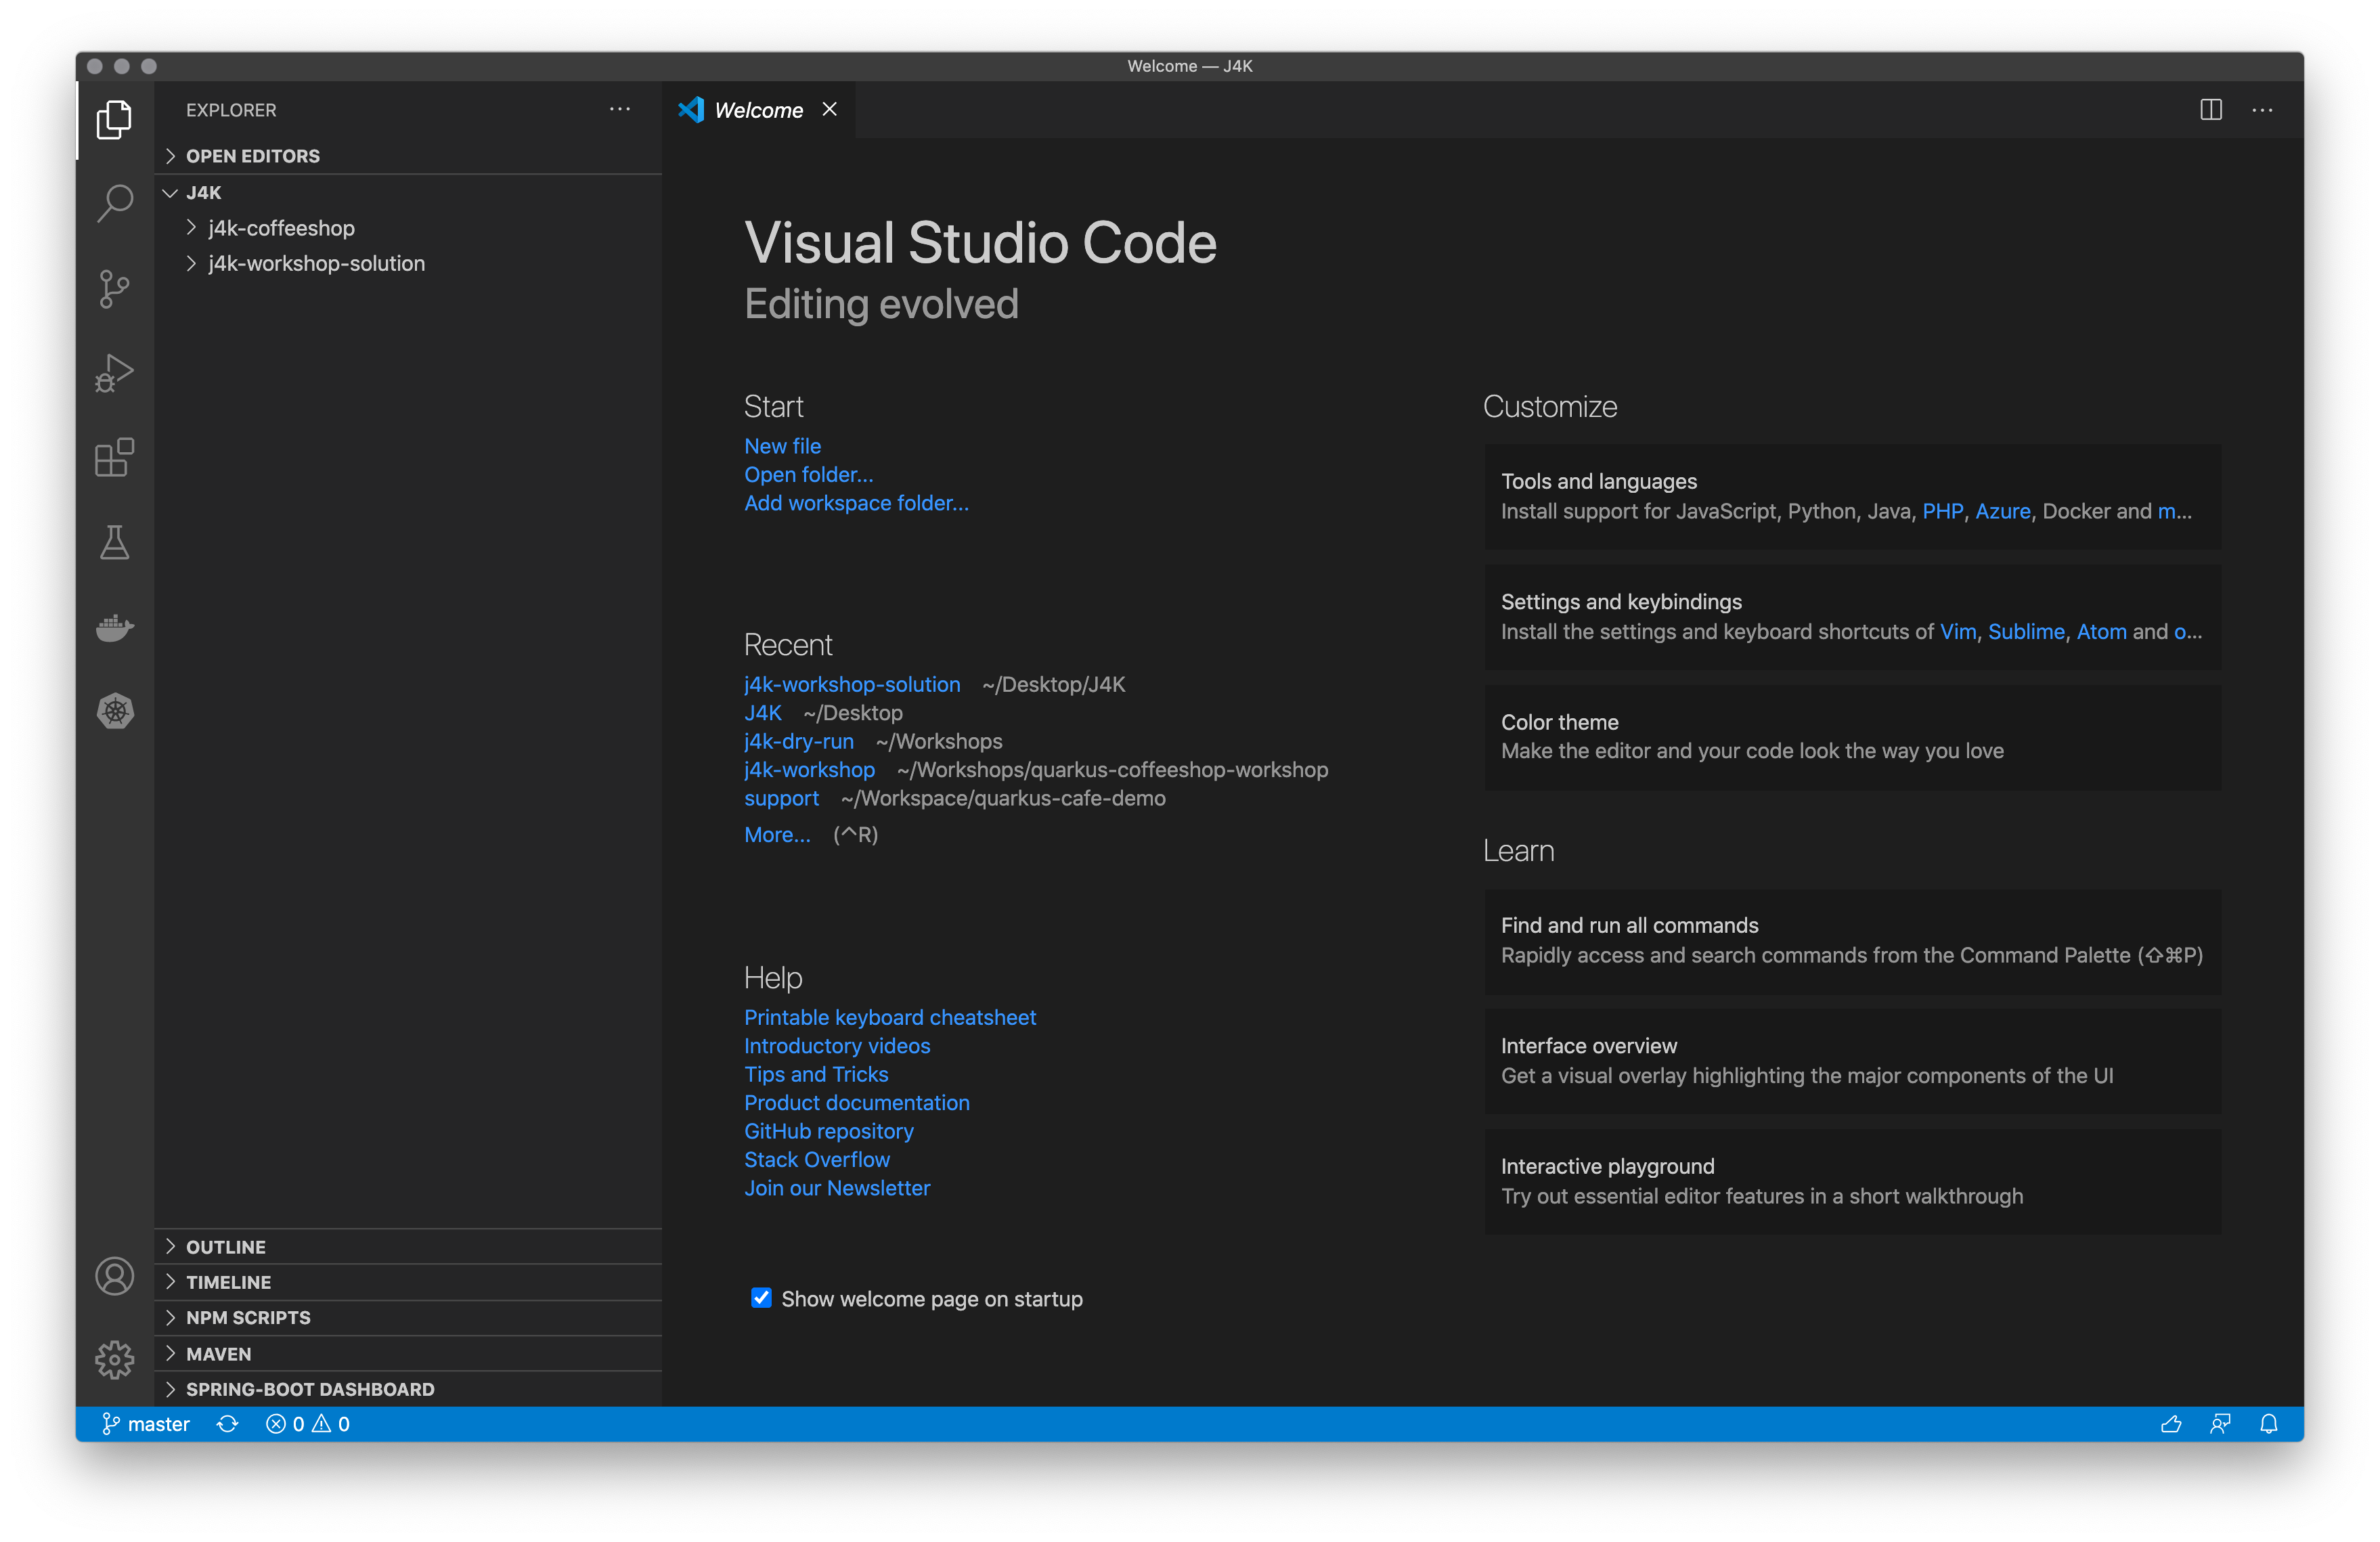 Welcome — J4K
EXPLORER
OPEN EDITORS
J4K
j4k-coffeeshop
j4k-workshop-solution
OUTLINE
TIMELINE
NPM SCRIPTS
MAVEN
SPRING-BOOT DASHBOARD
Welcome
Visual Studio Code
Editing evolved
Start
New file
Open folder...
Add workspace folder...
Recent
j4k-workshop-solution ~/Desktop/J4K
J4K ~/Desktop
j4k-dry-run ~/Workshops
j4k-workshop ~/Workshops/quarkus-coffeeshop-workshop
support ~/Workspace/quarkus-cafe-demo
More... (^R)
Help
Printable keyboard cheatsheet
Introductory videos
Tips and Tricks
Product documentation
GitHub repository
Stack Overflow
Join our Newsletter
Show welcome page on startup
Customize
Tools and languages
Install support for JavaScript, Python, Java, PHP, Azure, Docker and m...
Settings and keybindings
Install the settings and keyboard shortcuts of Vim, Sublime, Atom and o...
Color theme
Make the editor and your code look the way you love
Learn
Find and run all commands
Rapidly access and search commands from the Command Palette (⇧⌘P)
Interface overview
Get a visual overlay highlighting the major components of the UI
Interactive playground
Try out essential editor features in a short walkthrough
master 0 0